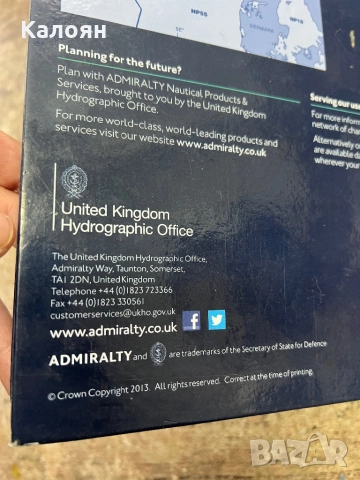 Калоян
NP55
NP18
DENMARK
Planning for the future?
Plan with ADMIRALTY Nautical Products &
Services, brought to you by the United Kingdom
Hydrographic Office.
For more world-class, world-leading products and
services visit our website www.admiralty.co.uk
Serving our
For more infor
network of
Alternatively
are available
wherever your
United Kingdom
Hydrographic Office
The United Kingdom Hydrographic Office,
Admiralty Way, Taunton, Somerset,
TA1 2DN, United Kingdom
Telephone +44 (0)1823 723366
Fax +44 (0)1823 330561
customerservices@ukho.gov.uk
www.admiralty.co.uk
ADMIRALTY and are trademarks of the Secretary of State for Defence
© Crown Copyright 2013. All rights reserved. Correct at the time of printing.
BAZAR
bg